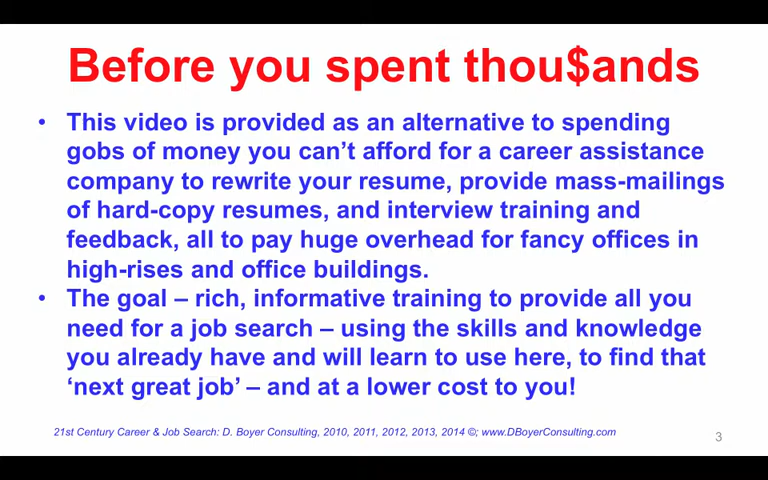 Before you spent thou$ands
• This video is provided as an alternative to spending
gobs of money you can’t afford for a career assistance
company to rewrite your resume, provide mass-mailings
of hard-copy resumes, and interview training and
feedback, all to pay huge overhead for fancy offices in
high-rises and office buildings.
• The goal – rich, informative training to provide all you
need for a job search – using the skills and knowledge
you already have and will learn to use here, to find that
‘next great job’ – and at a lower cost to you!
21st Century Career & Job Search: D. Boyer Consulting, 2010, 2011, 2012, 2013, 2014 ©; www.DBoyerConsulting.com
3